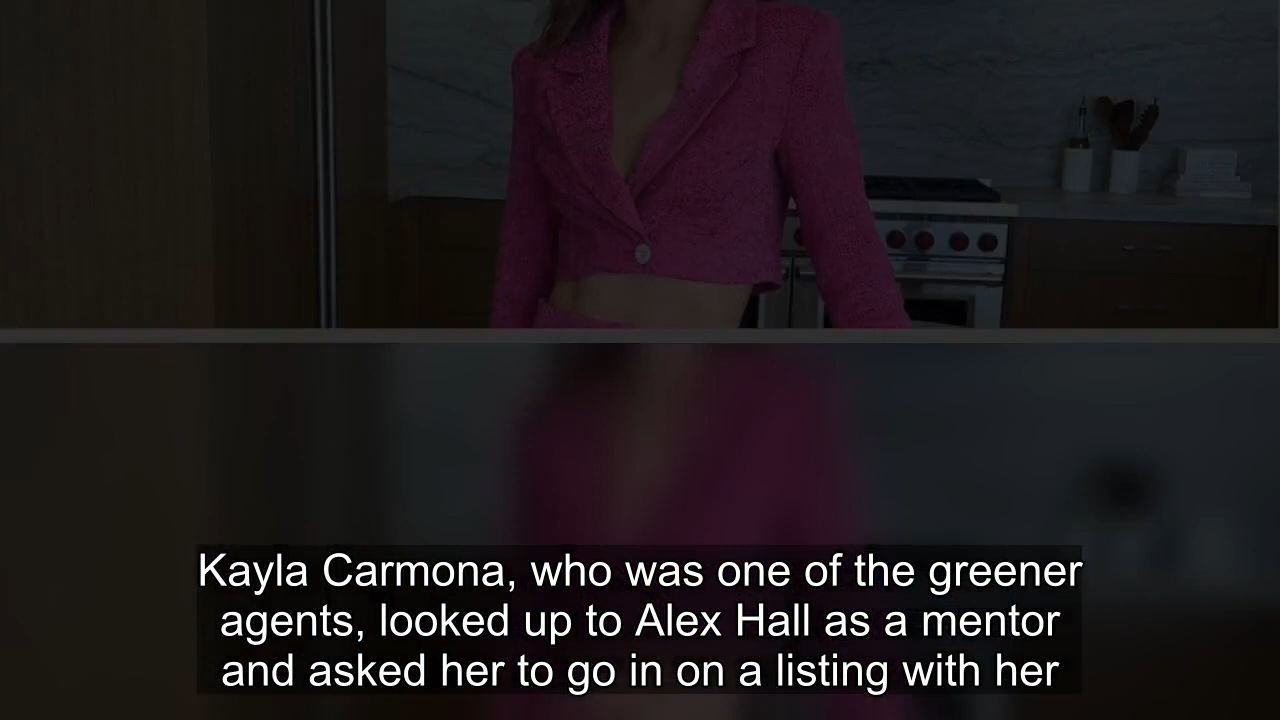 Kayla Carmona, who was one of the greener
agents, looked up to Alex Hall as a mentor
and asked her to go in on a listing with her